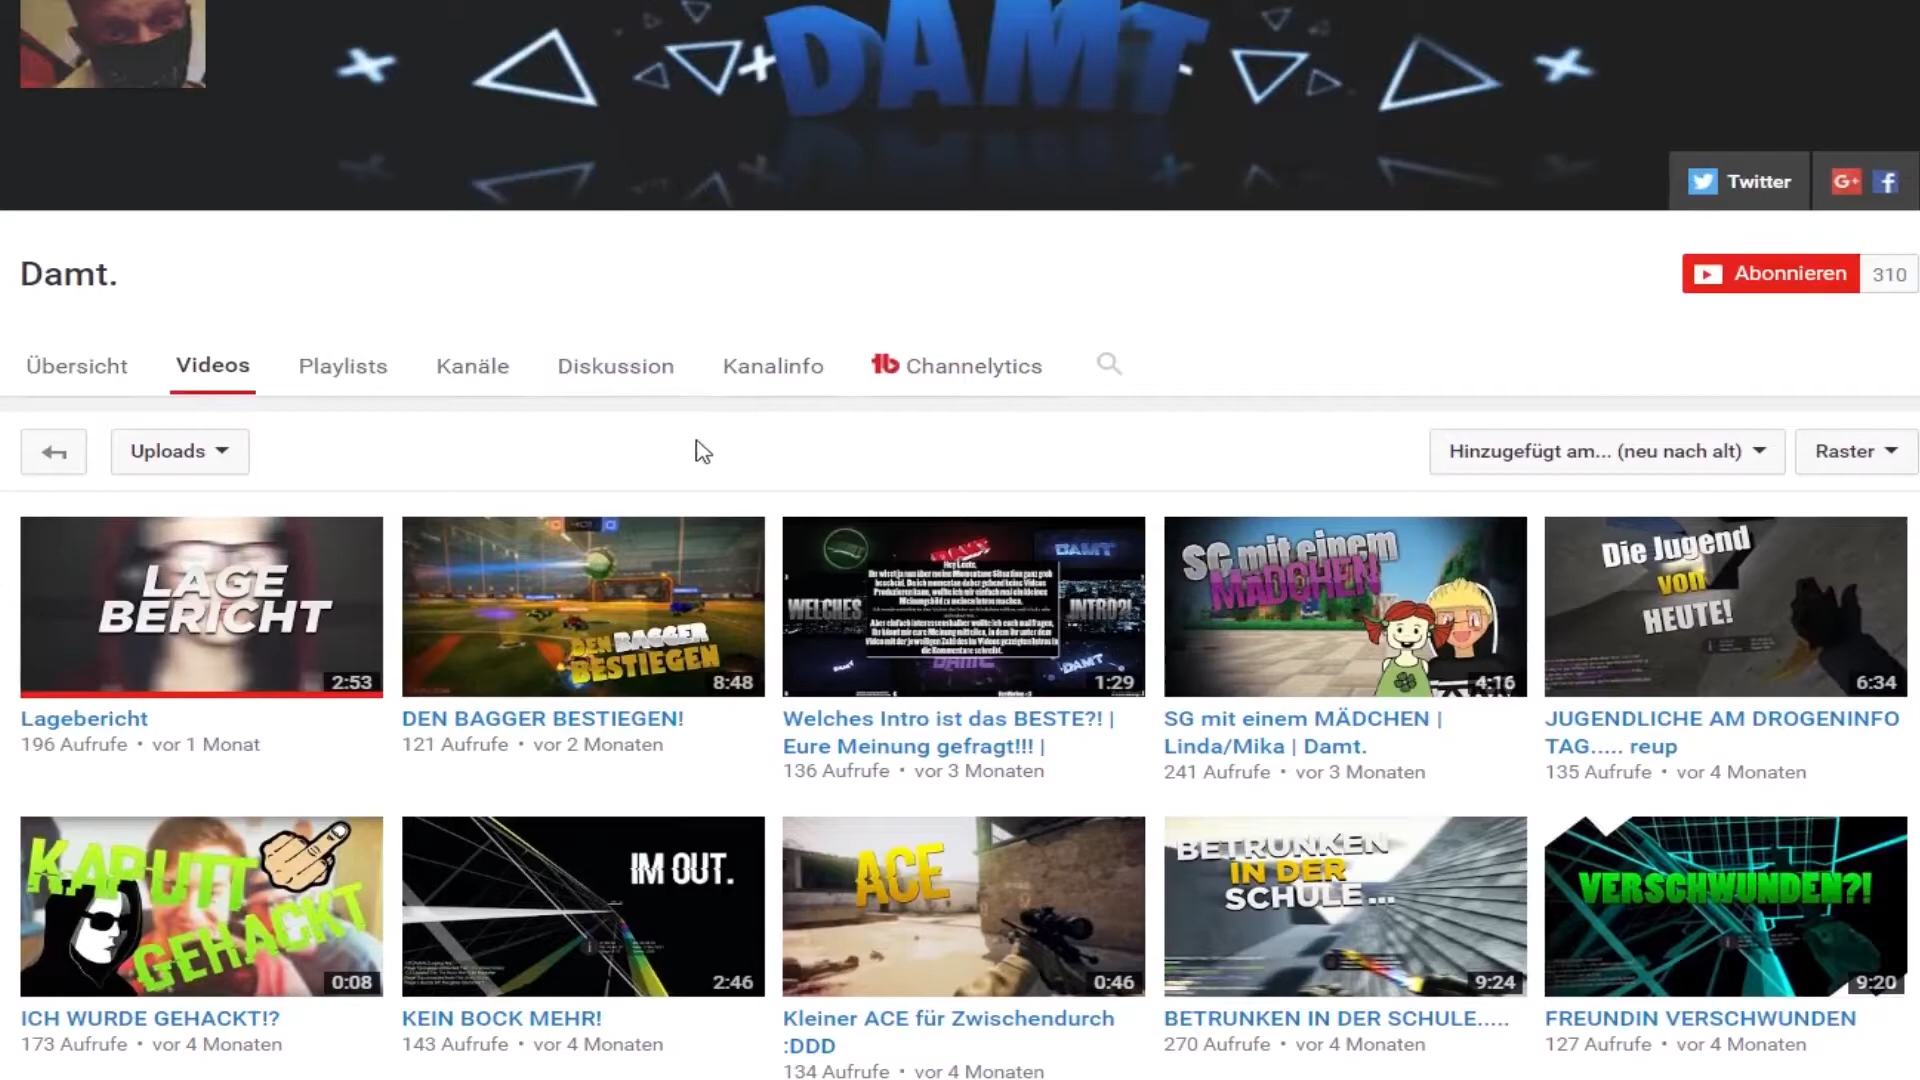 DAMT
Twitter
G+ f
Damt.
Abonnieren 310
Übersicht Videos Playlists Kanäle Diskussion Kanalinfo Channelytics
Uploads
Hinzugefügt am... (neu nach alt) Raster
LAGE
BERICHT
2:53
DEN BAGGER
BESTIEGEN
8:48
DAMT
Hey Leute,
WELCHES
INTRO?!
die Kommentare schreibt.
DAMT
1:29
SG mit einem
MÄDCHEN
4:16
Die Jugend
von
HEUTE!
6:34
Lagebericht
196 Aufrufe • vor 1 Monat
DEN BAGGER BESTIEGEN!
121 Aufrufe • vor 2 Monaten
Welches Intro ist das BESTE?! |
Eure Meinung gefragt!!! |
136 Aufrufe • vor 3 Monaten
SG mit einem MÄDCHEN |
Linda/Mika | Damt.
241 Aufrufe • vor 3 Monaten
JUGENDLICHE AM DROGENINFO
TAG..... reup
135 Aufrufe • vor 4 Monaten
KAPUTT
GEHACKT
0:08
IM OUT.
2:46
ACE
0:46
BETRUNKEN
IN DER
SCHULE...
9:24
VERSCHWUNDEN?!
9:20
ICH WURDE GEHACKT!?
173 Aufrufe • vor 4 Monaten
KEIN BOCK MEHR!
143 Aufrufe • vor 4 Monaten
Kleiner ACE für Zwischendurch
:DDD
134 Aufrufe • vor 4 Monaten
BETRUNKEN IN DER SCHULE.....
270 Aufrufe • vor 4 Monaten
FREUNDIN VERSCHWUNDEN
127 Aufrufe • vor 4 Monaten